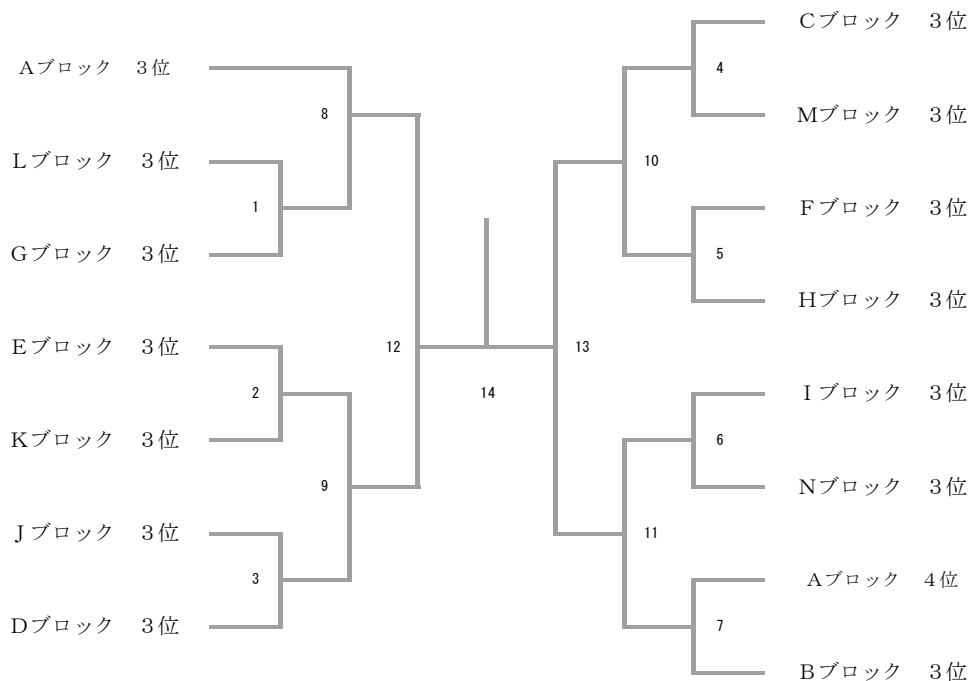 Aブロック　3位
8
Lブロック　3位
1
Gブロック　3位
Eブロック　3位
2
Kブロック　3位
9
Jブロック　3位
3
Dブロック　3位
12
14
13
Cブロック　3位
4
Mブロック　3位
10
Fブロック　3位
5
Hブロック　3位
Iブロック　3位
6
Nブロック　3位
11
Aブロック　4位
7
Bブロック　3位